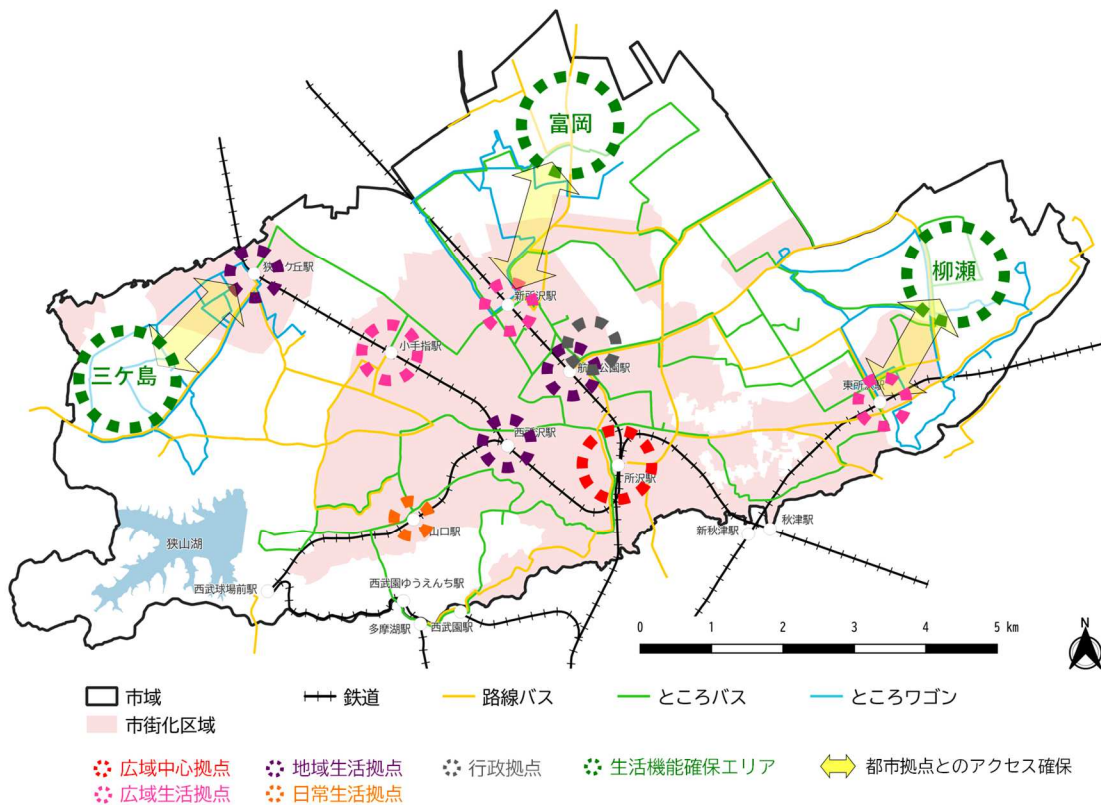 富岡
柳瀬
三ケ島
狭山ケ丘駅
新所沢駅
小手指駅
航空公園駅
東所沢駅
西所沢駅
所沢駅
下山口駅
新秋津駅
秋津駅
狭山湖
西武球場前駅
西武園ゆうえんち駅
多摩湖駅
西武園駅
0 1 2 3 4 5 km
N
市域
鉄道
路線バス
ところバス
ところワゴン
市街化区域
広域中心拠点
地域生活拠点
行政拠点
生活機能確保エリア
都市拠点とのアクセス確保
広域生活拠点
日常生活拠点